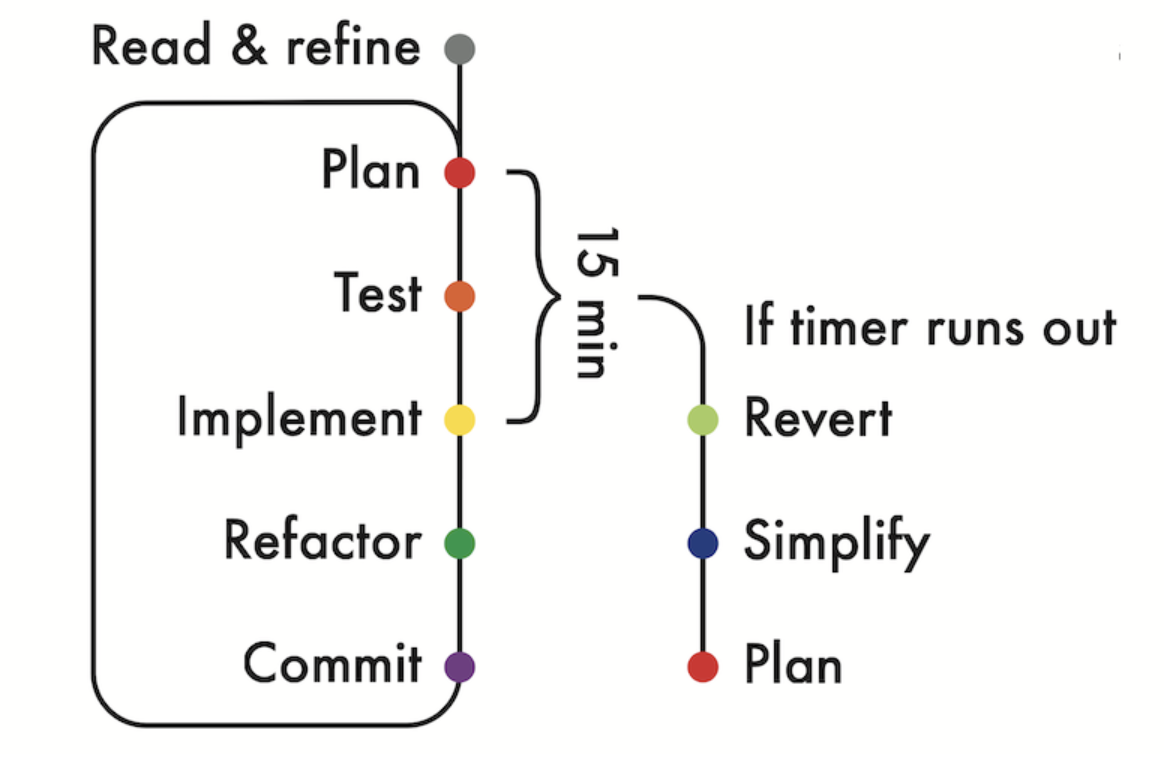 Read & refine
Plan
Test
Implement
Refactor
Commit
15 min
If timer runs out
Revert
Simplify
Plan